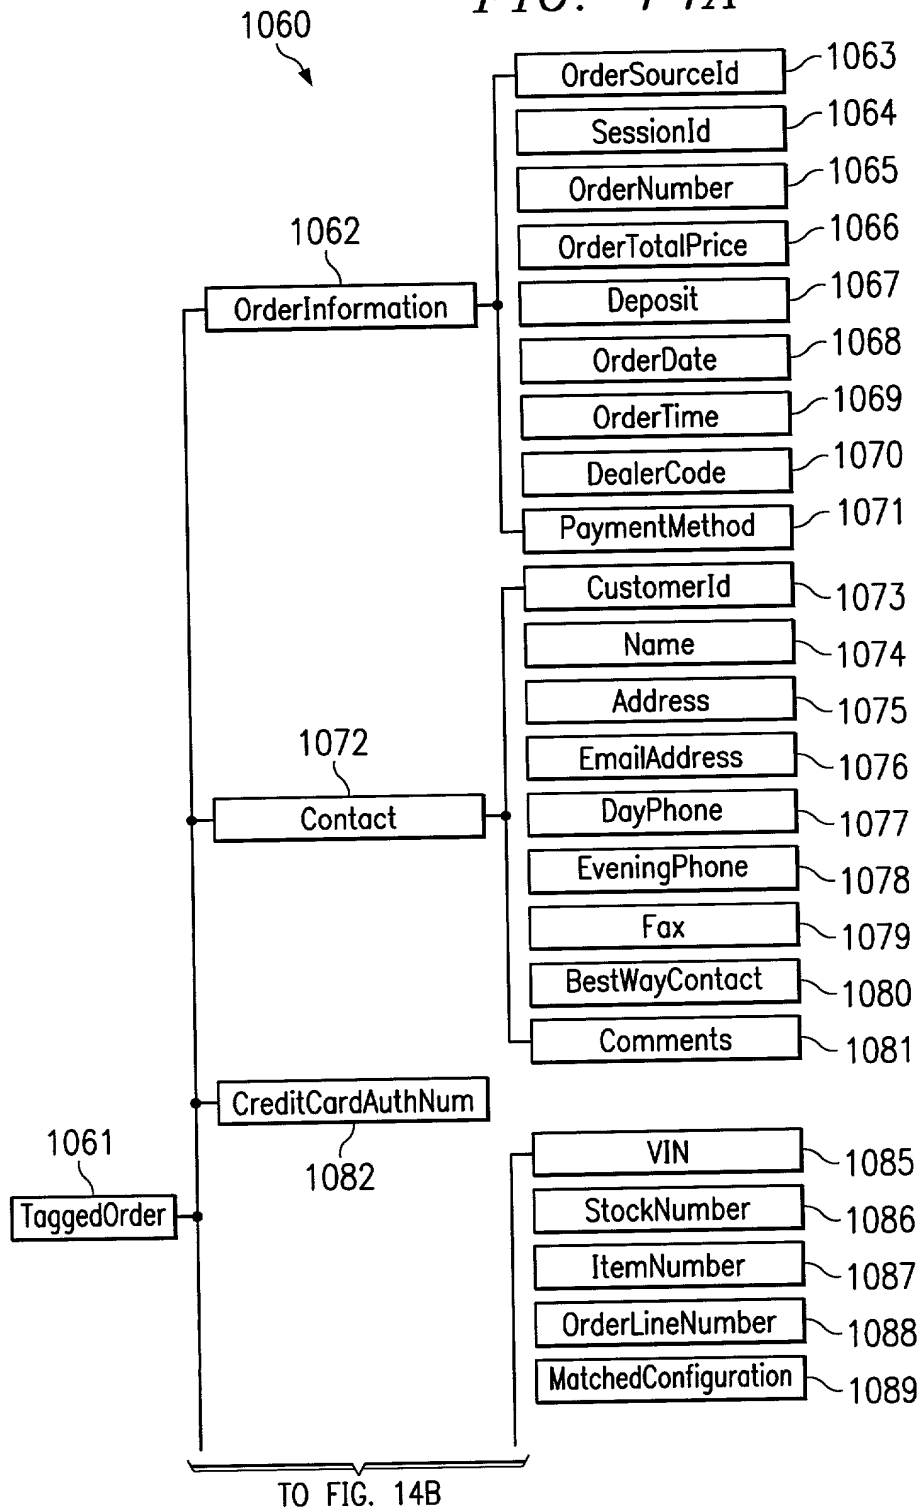 FIG. 14A
1060
OrderSourceId 1063
SessionId 1064
OrderNumber 1065
1062
OrderTotalPrice 1066
OrderInformation
Deposit 1067
OrderDate 1068
OrderTime 1069
DealerCode 1070
PaymentMethod 1071
CustomerId 1073
Name 1074
Address 1075
1072
EmailAddress 1076
Contact
DayPhone 1077
EveningPhone 1078
Fax 1079
BestWayContact 1080
Comments 1081
CreditCardAuthNum
1082
1061
TaggedOrder
VIN 1085
StockNumber 1086
ItemNumber 1087
OrderLineNumber 1088
MatchedConfiguration 1089
TO FIG. 14B